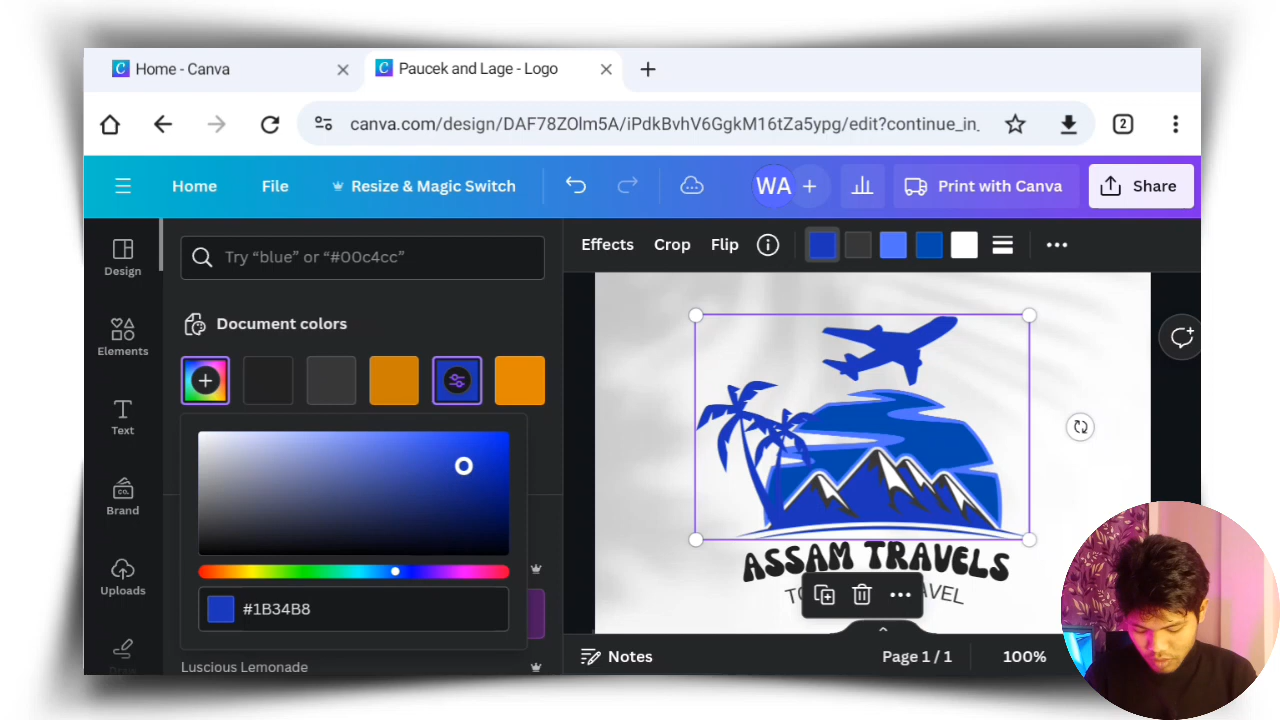 Home - Canva
Paucek and Lage - Logo
canva.com/design/DAF78ZOlm5A/iPdkBvhV6GgkM16tZa5ypg/edit?continue_in_
2
Home
File
Resize & Magic Switch
WA
Print with Canva
Share
Design
Elements
Text
Brand
Uploads
Try “blue” or “#00c4cc”
Effects
Crop
Flip
Document colors
#1B34B8
Luscious Lemonade
ASSAM TRAVELS
Notes
Page 1 / 1
100%